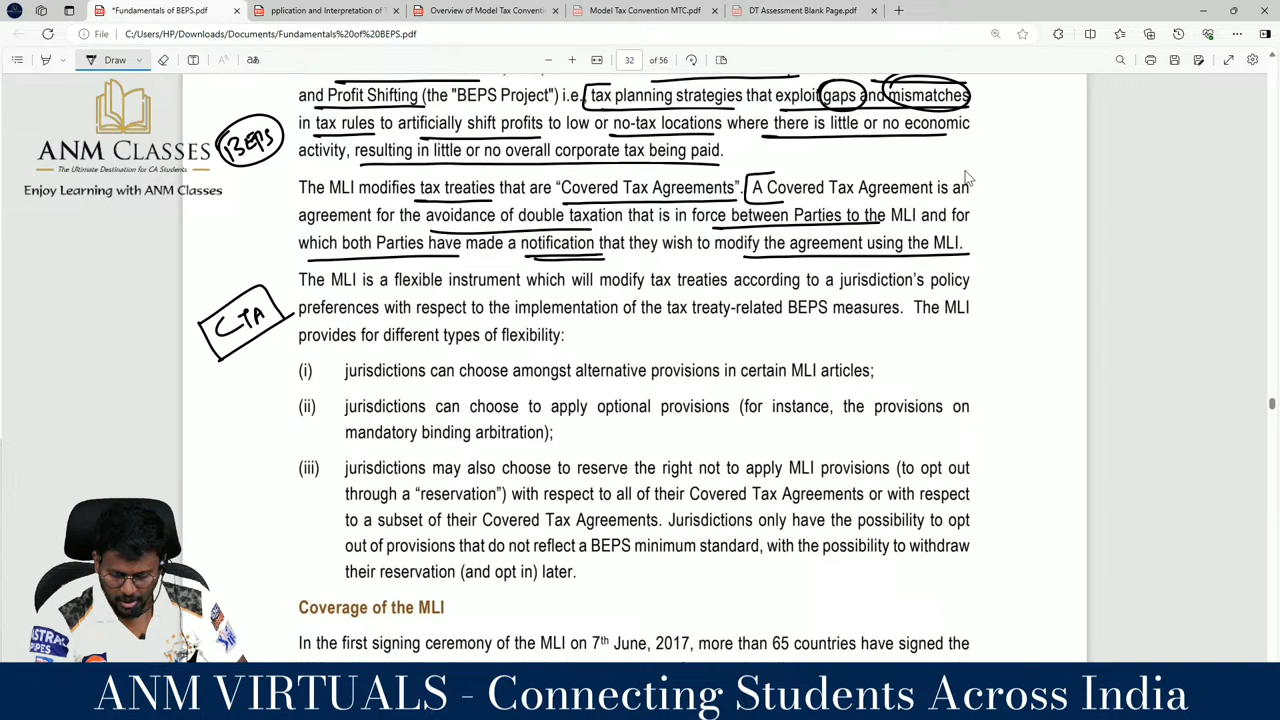 *Fundamentals of BEPS.pdf
pplication and Interpretation of T
Overview of Model Tax Conventi
Model Tax Convention MTC.pdf
DT Assessment Blank Page.pdf
File
C:/Users/HP/Downloads/Documents/Fundamentals%20of%20BEPS.pdf
Draw
32 of 56
and Profit Shifting (the "BEPS Project") i.e., tax planning strategies that exploit gaps and mismatches
in tax rules to artificially shift profits to low or no-tax locations where there is little or no economic
activity, resulting in little or no overall corporate tax being paid.
BEPS
ANM CLASSES
The Ultimate Destination for CA Students
Enjoy Learning with ANM Classes
The MLI modifies tax treaties that are “Covered Tax Agreements”. A Covered Tax Agreement is an
agreement for the avoidance of double taxation that is in force between Parties to the MLI and for
which both Parties have made a notification that they wish to modify the agreement using the MLI.
The MLI is a flexible instrument which will modify tax treaties according to a jurisdiction’s policy
preferences with respect to the implementation of the tax treaty-related BEPS measures. The MLI
provides for different types of flexibility:
CTA
(i) jurisdictions can choose amongst alternative provisions in certain MLI articles;
(ii) jurisdictions can choose to apply optional provisions (for instance, the provisions on
mandatory binding arbitration);
(iii) jurisdictions may also choose to reserve the right not to apply MLI provisions (to opt out
through a “reservation”) with respect to all of their Covered Tax Agreements or with respect
to a subset of their Covered Tax Agreements. Jurisdictions only have the possibility to opt
out of provisions that do not reflect a BEPS minimum standard, with the possibility to withdraw
their reservation (and opt in) later.
Coverage of the MLI
In the first signing ceremony of the MLI on 7th June, 2017, more than 65 countries have signed the
ASTRAL
PIPES
ANM VIRTUALS - Connecting Students Across India